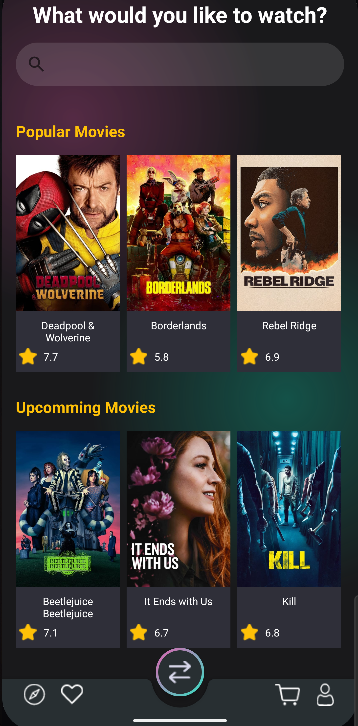 What would you like to watch?
Popular Movies
DEADPOOL
& WOLVERINE
BORDERLANDS
REBEL RIDGE
Deadpool &
Wolverine
Borderlands
Rebel Ridge
7.7
5.8
6.9
Upcomming Movies
BEETLEJUICE
BEETLEJUICE
IT ENDS
WITH US
KILL
Beetlejuice
Beetlejuice
It Ends with Us
Kill
7.1
6.7
6.8